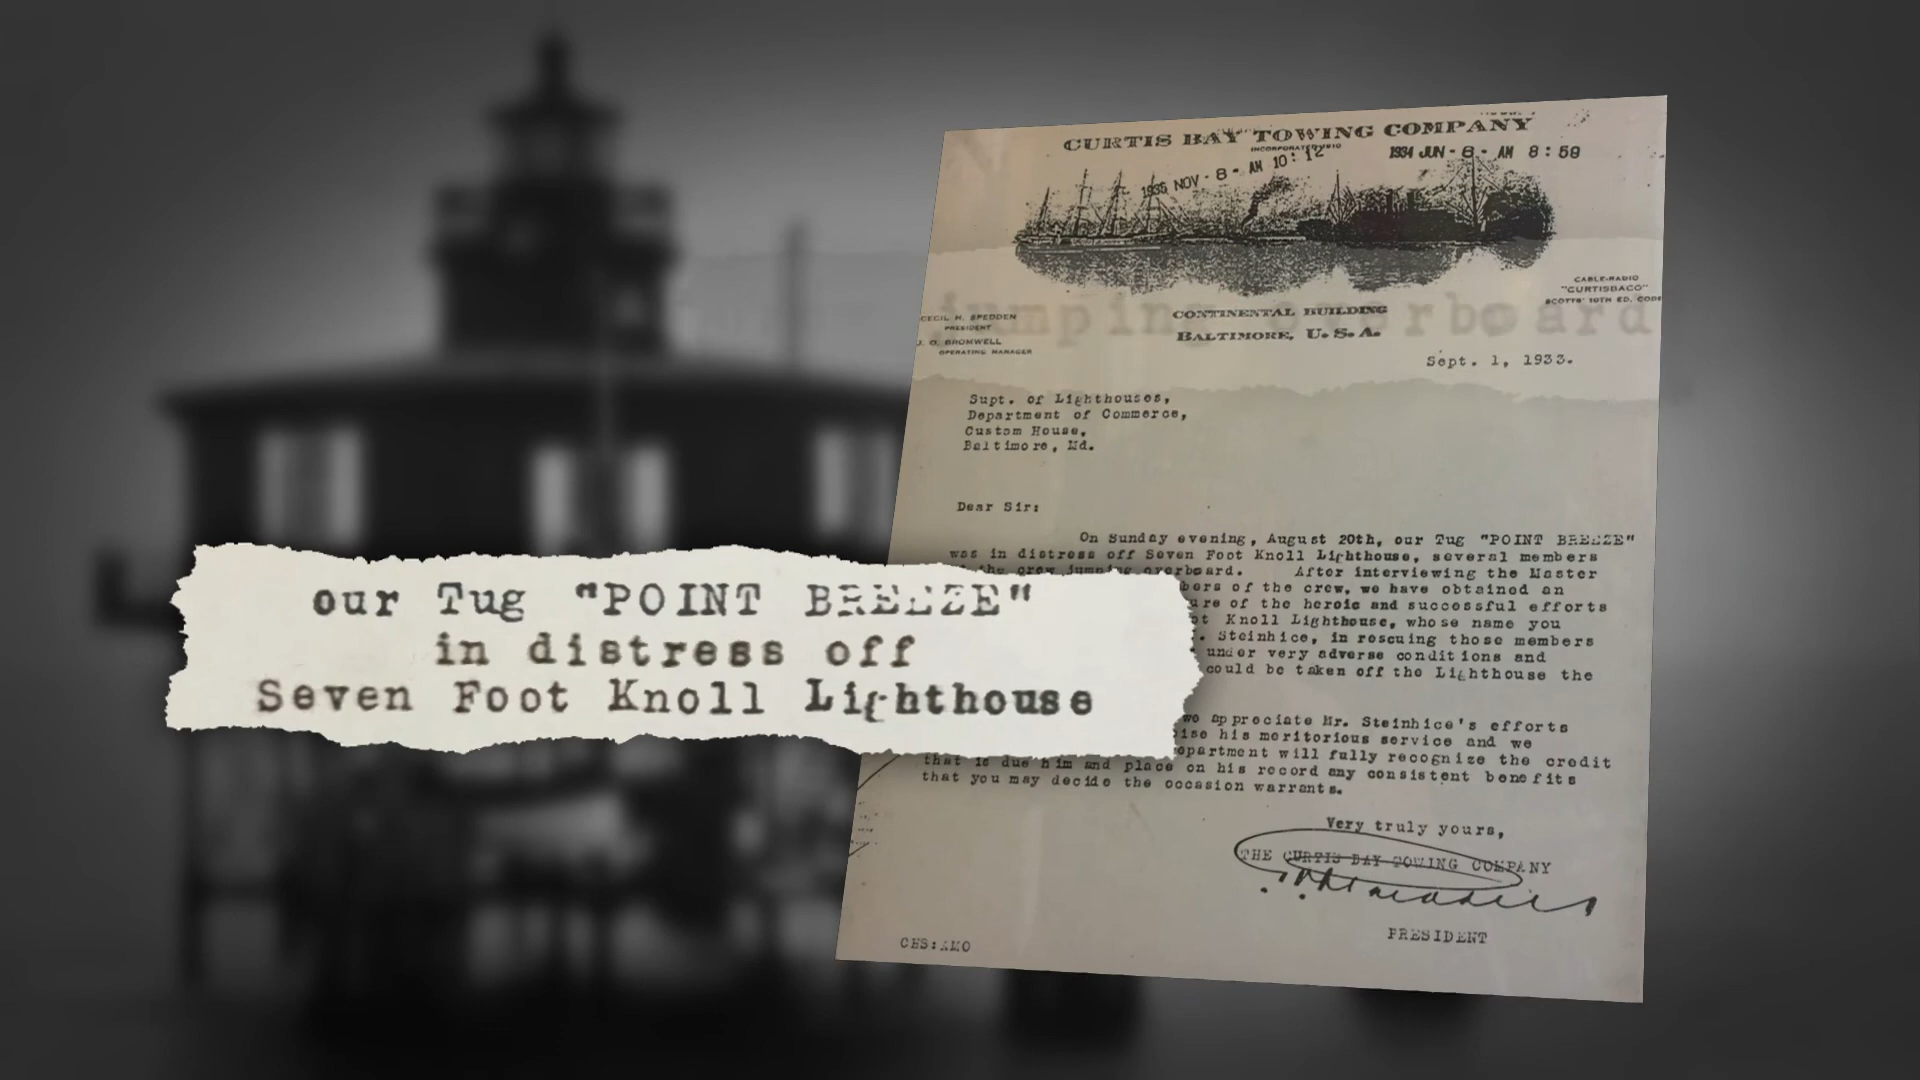 CURTIS BAY TOWING COMPANY
INCORPORATED 1910
1934 JUN - 8 - AM 8:59
1935 NOV - 8 - AM 10:12
CABLE-RADIO
"CURTISBACO"
SCOTTS' 10TH ED. CODE
jumping overboard
CECIL H. SPEDDEN
PRESIDENT
J. O. BROMWELL
OPERATING MANAGER
CONTINENTAL BUILDING
BALTIMORE, U.S.A.
Sept. 1, 1933.
Supt. of Lighthouses,
Department of Commerce,
Custom House,
Baltimore, Md.
Dear Sir:
On Sunday evening, August 20th, our Tug "POINT BREEZE"
was in distress off Seven Foot Knoll Lighthouse, several members
the crew jumping overboard. After interviewing the Master
bers of the crew, we have obtained an
ure of the heroic and successful efforts
Knoll Lighthouse, whose name you
Steinhice, in rescuing those members
under very adverse conditions and
could be taken off the Lighthouse the
we appreciate Mr. Steinhice's efforts
his meritorious service and we
epartment will fully recognize the credit
that is due him and place on his record any consistent benefits
that you may decide the occasion warrants.
Very truly yours,
THE CURTIS BAY TOWING COMPANY
PRESIDENT
CHS:AMO
our Tug "POINT BREEZE"
in distress off
Seven Foot Knoll Lighthouse